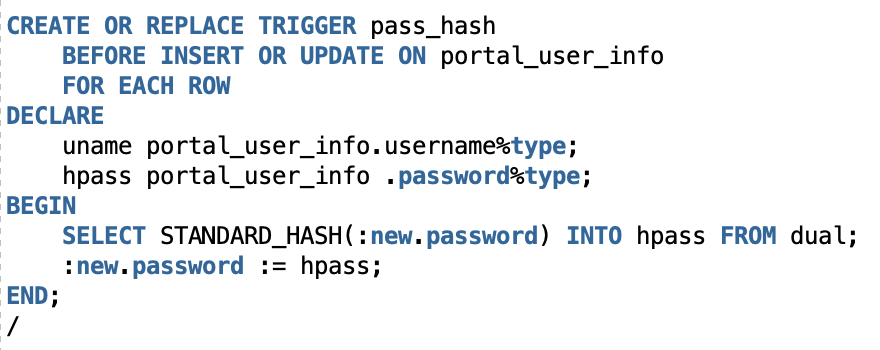 CREATE OR REPLACE TRIGGER pass_hash
    BEFORE INSERT OR UPDATE ON portal_user_info
    FOR EACH ROW
DECLARE
    uname portal_user_info.username%type;
    hpass portal_user_info .password%type;
BEGIN
    SELECT STANDARD_HASH(:new.password) INTO hpass FROM dual;
    :new.password := hpass;
END;
/